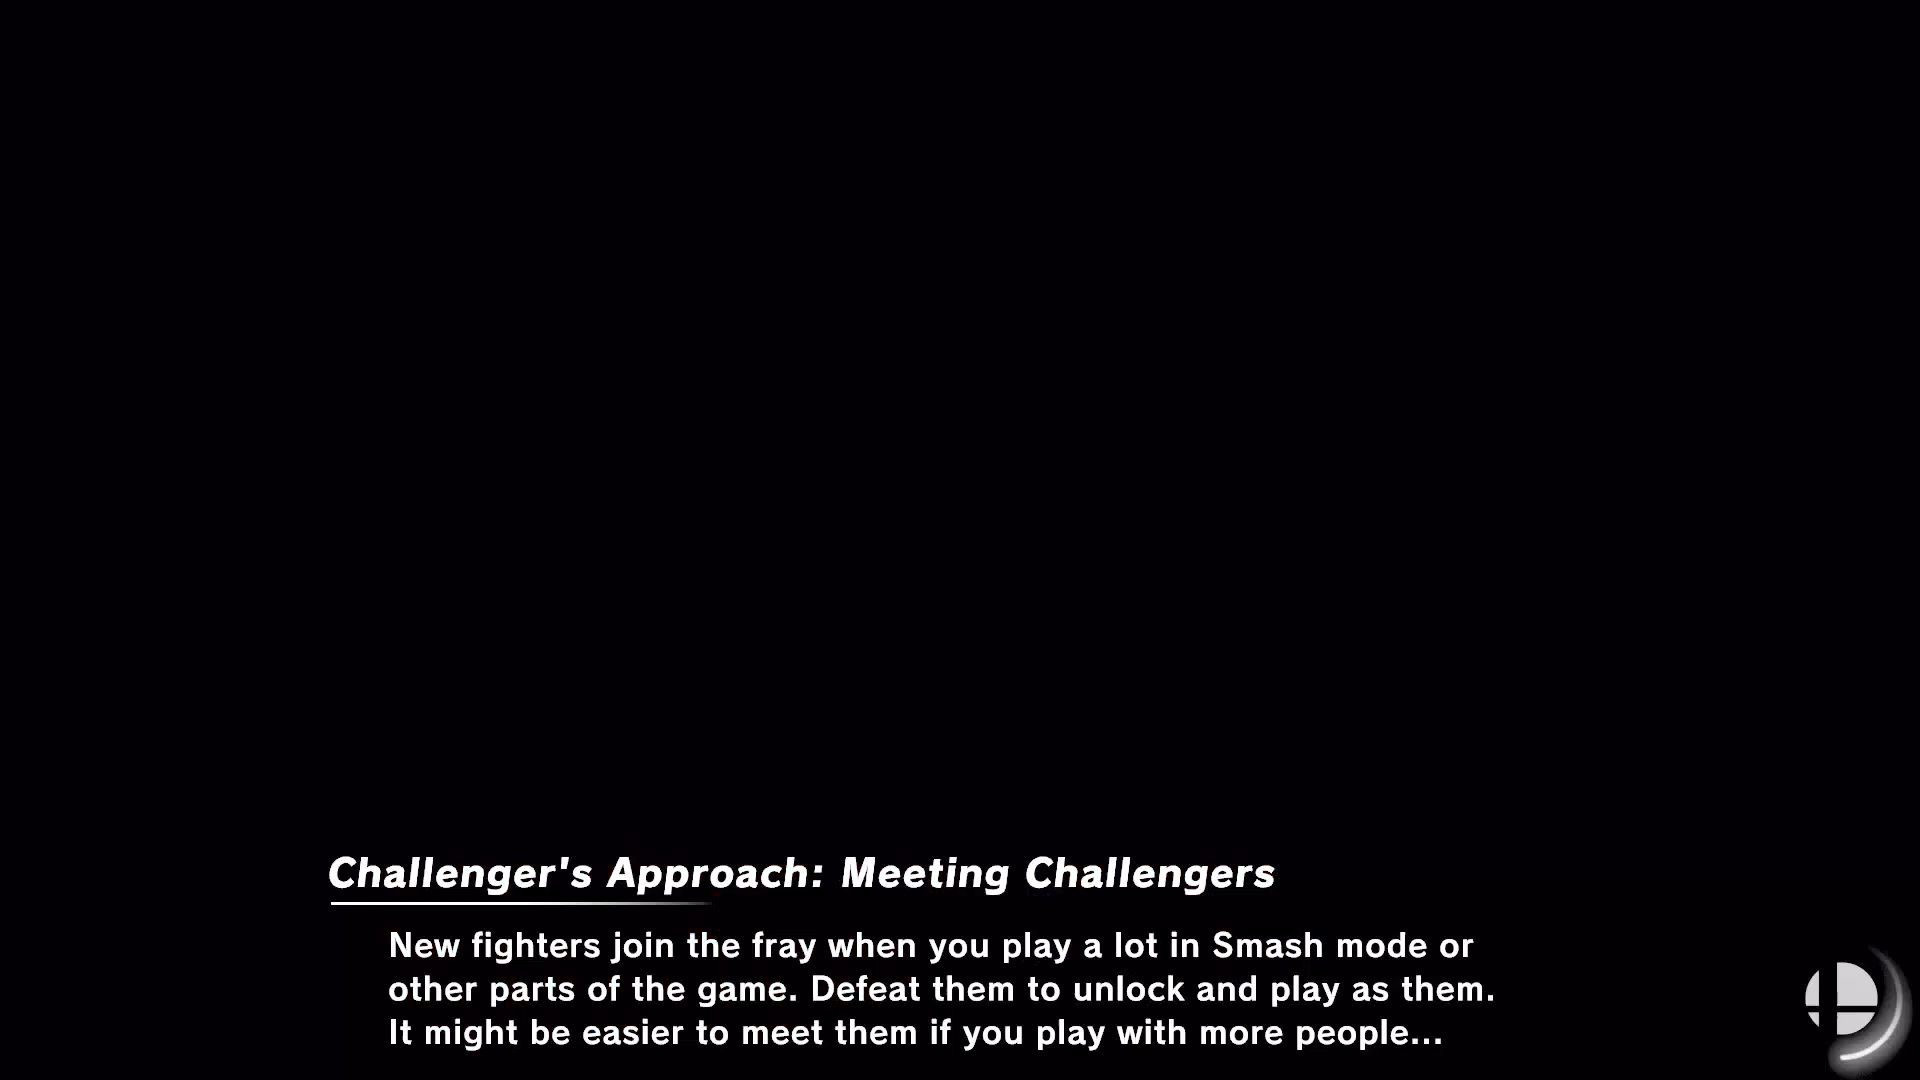 Challenger's Approach: Meeting Challengers
New fighters join the fray when you play a lot in Smash mode or
other parts of the game. Defeat them to unlock and play as them.
It might be easier to meet them if you play with more people...